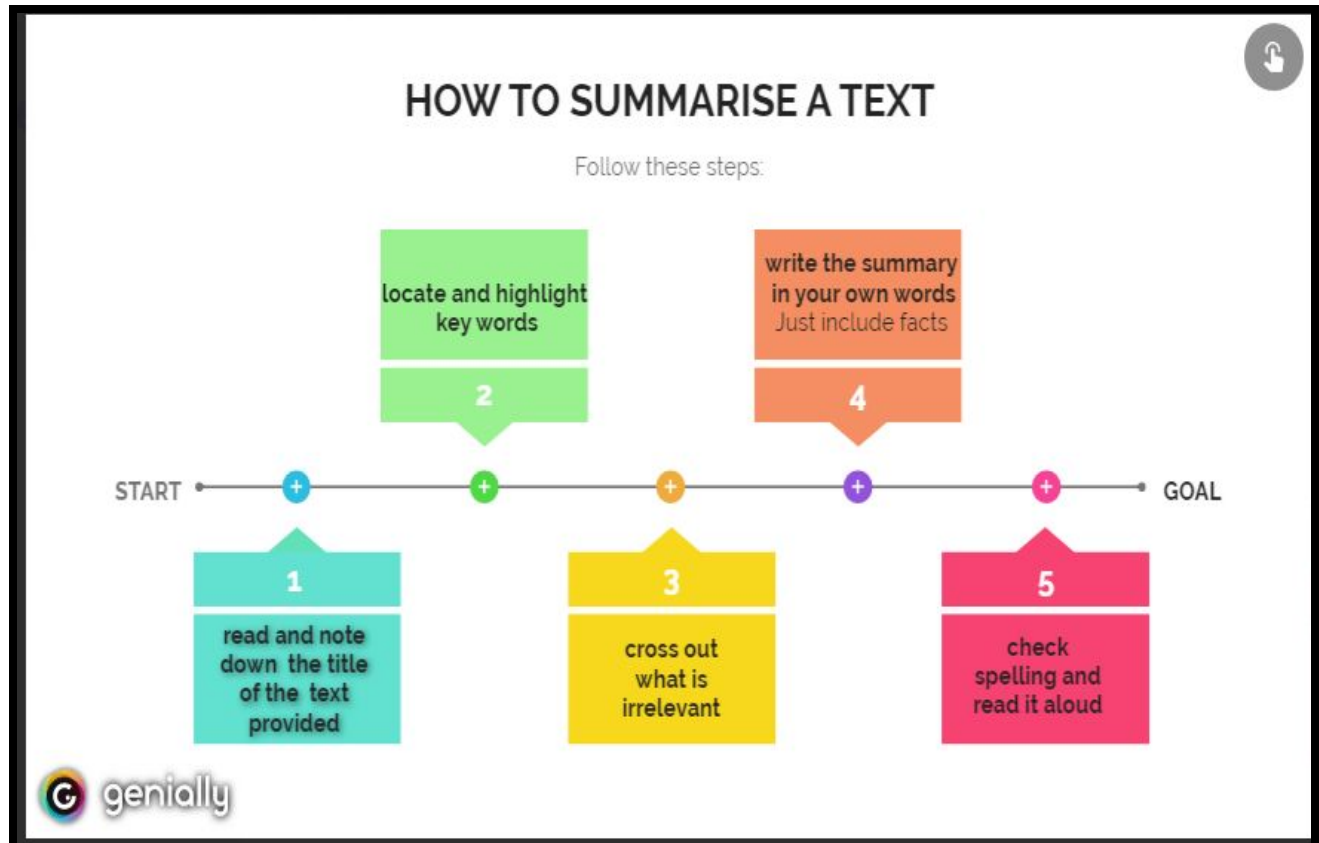 HOW TO SUMMARISE A TEXT
Follow these steps:
START
1
read and note
down the title
of the text
provided
locate and highlight
key words
2
3
cross out
what is
irrelevant
write the summary
in your own words
Just include facts
4
5
check
spelling and
read it aloud
GOAL
genially